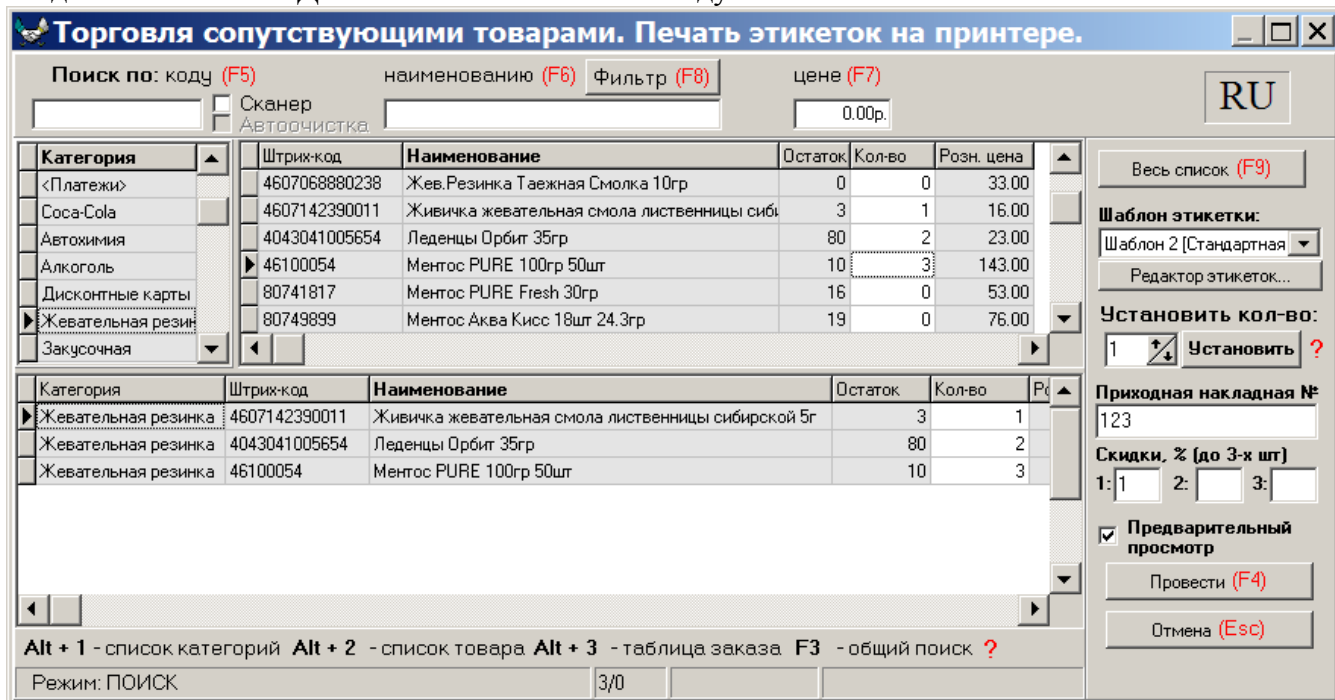 Торговля сопутствующими товарами. Печать этикеток на принтере.
Поиск по: коду (F5) наименованию (F6) Фильтр (F8) цене (F7)
Сканер
Автоочистка
0.00р.
RU
Категория
<Платежи>
Coca-Cola
Автохимия
Алкоголь
Дисконтные карты
Жевательная резин
Закусочная
Штрих-код Наименование Остаток Кол-во Розн. цена
4607068880238 Жев.Резинка Таежная Смолка 10гр 0 0 33.00
4607142390011 Живичка жевательная смола лиственницы сиби 3 1 16.00
4043041005654 Леденцы Орбит 35гр 80 2 23.00
46100054 Ментос PURE 100гр 50шт 10 3 143.00
80741817 Ментос PURE Fresh 30гр 16 0 53.00
80749899 Ментос Аква Кисс 18шт 24.3гр 19 0 76.00
Категория Штрих-код Наименование Остаток Кол-во
Жевательная резинка 4607142390011 Живичка жевательная смола лиственницы сибирской 5г 3 1
Жевательная резинка 4043041005654 Леденцы Орбит 35гр 80 2
Жевательная резинка 46100054 Ментос PURE 100гр 50шт 10 3
Весь список (F9)
Шаблон этикетки:
Шаблон 2 [Стандартная
Редактор этикеток...
Установить кол-во:
1 Установить ?
Приходная накладная №
123
Скидки, % (до 3-х шт)
1: 1 2: 3:
Предварительный
просмотр
Провести (F4)
Отмена (Esc)
Alt + 1 - список категорий Alt + 2 - список товара Alt + 3 - таблица заказа F3 - общий поиск ?
Режим: ПОИСК 3/0